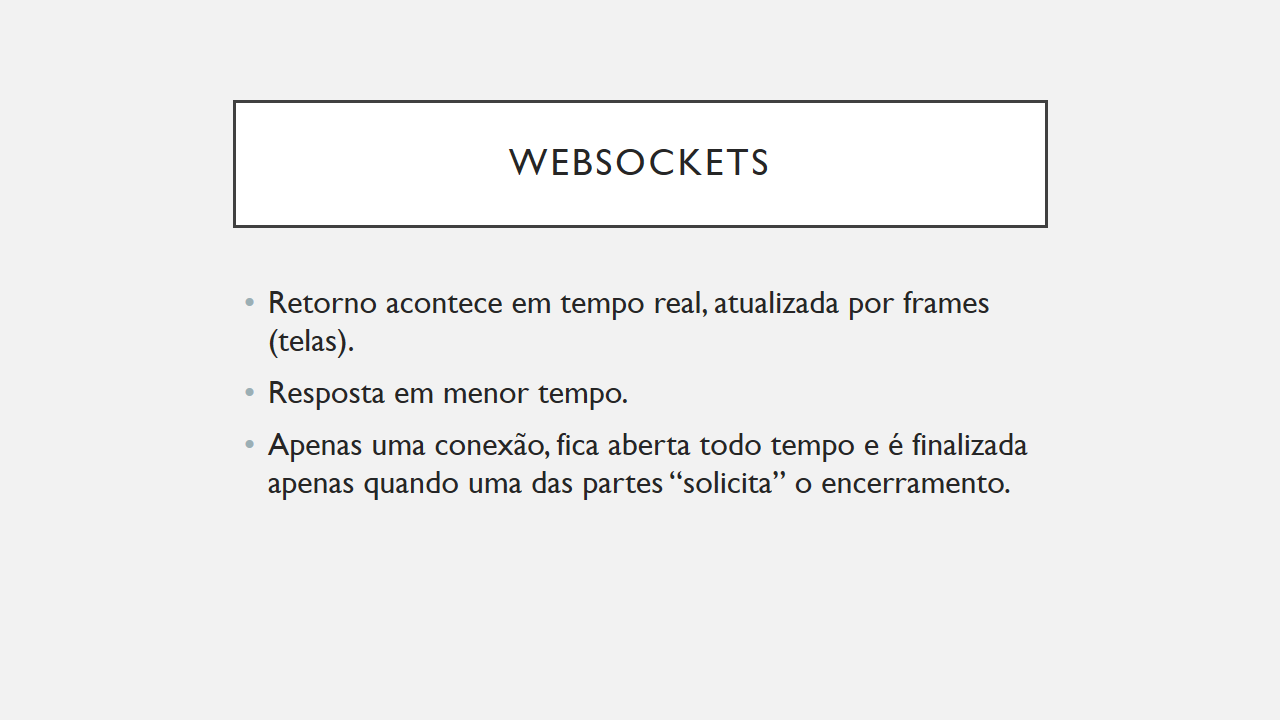 WEBSOCKETS
• Retorno acontece em tempo real, atualizada por frames
(telas).
• Resposta em menor tempo.
• Apenas uma conexão, fica aberta todo tempo e é finalizada
apenas quando uma das partes “solicita” o encerramento.